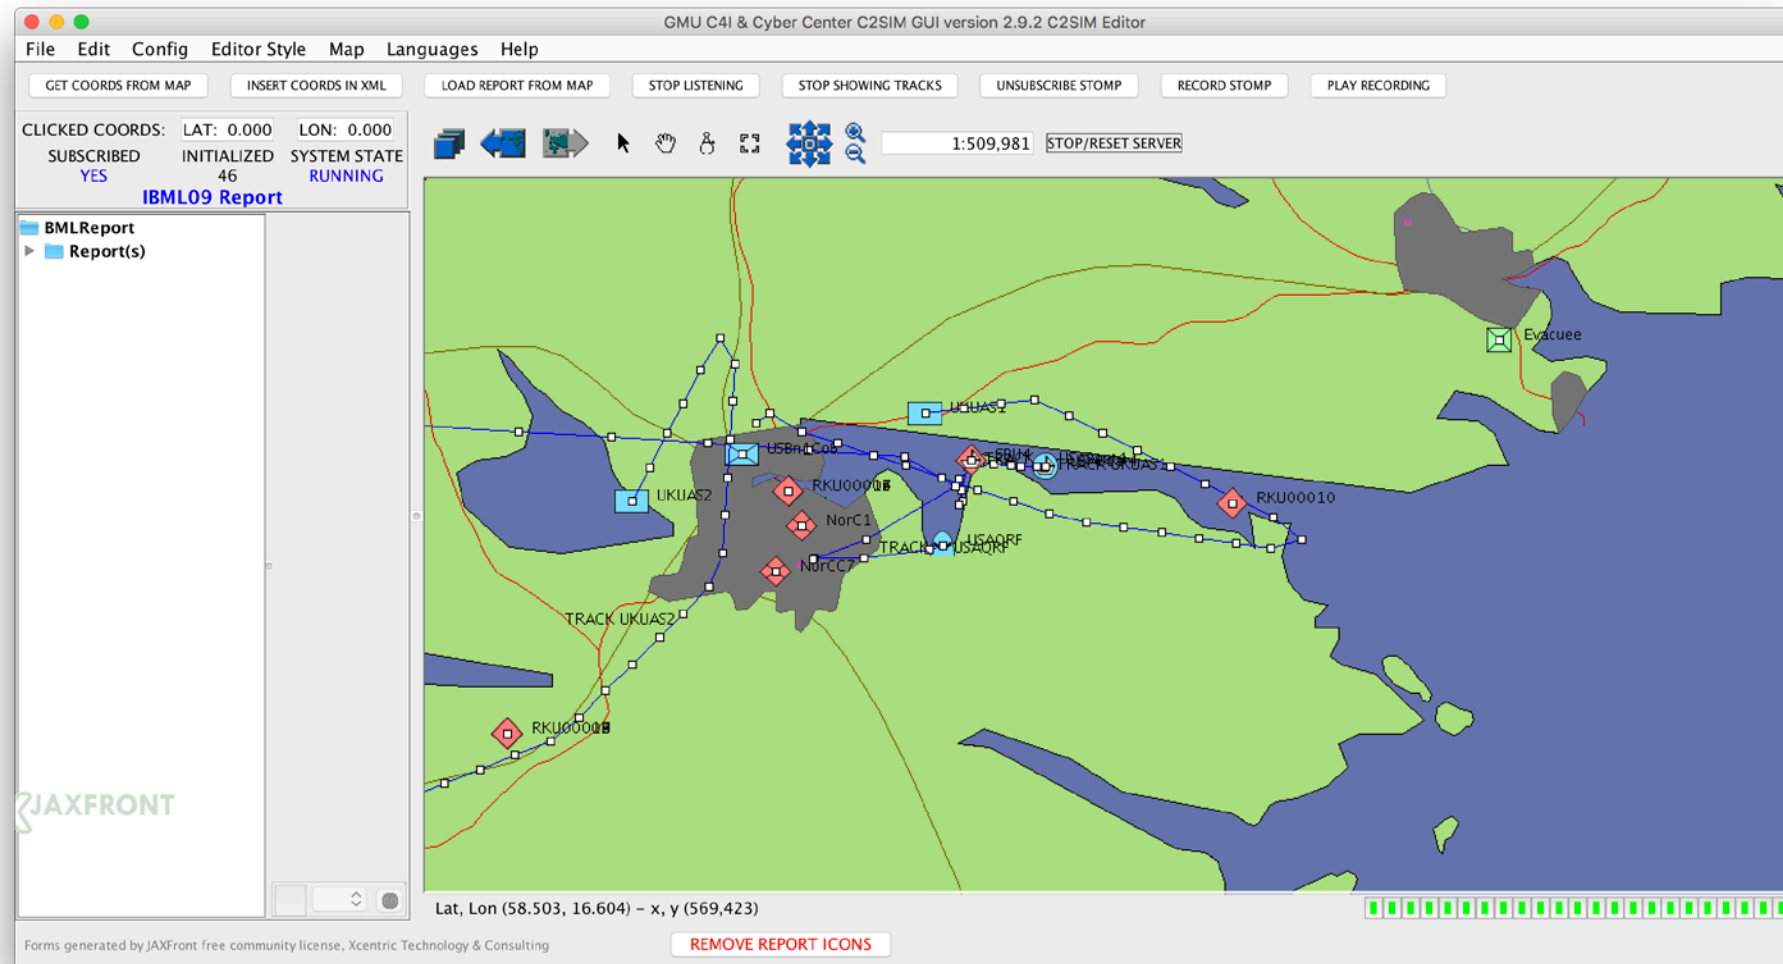 GMU C4I & Cyber Center C2SIM GUI version 2.9.2 C2SIM Editor
File Edit Config Editor Style Map Languages Help
GET COORDS FROM MAP INSERT COORDS IN XML LOAD REPORT FROM MAP STOP LISTENING STOP SHOWING TRACKS UNSUBSCRIBE STOMP RECORD STOMP PLAY RECORDING
CLICKED COORDS: LAT: 0.000 LON: 0.000
SUBSCRIBED INITIALIZED SYSTEM STATE
YES 46 RUNNING
IBML09 Report
1:509,981 STOP/RESET SERVER
BMLReport
Report(s)
Evacuee
UKUAS1
USBn1Co6
UKUAS2
NorC1
RKU00010
USAQRF
TRACK USAQRF
NorCC7
TRACK UKUAS2
JAXFRONT
Lat, Lon (58.503, 16.604) – x, y (569,423)
Forms generated by JAXFront free community license, Xcentric Technology & Consulting
REMOVE REPORT ICONS